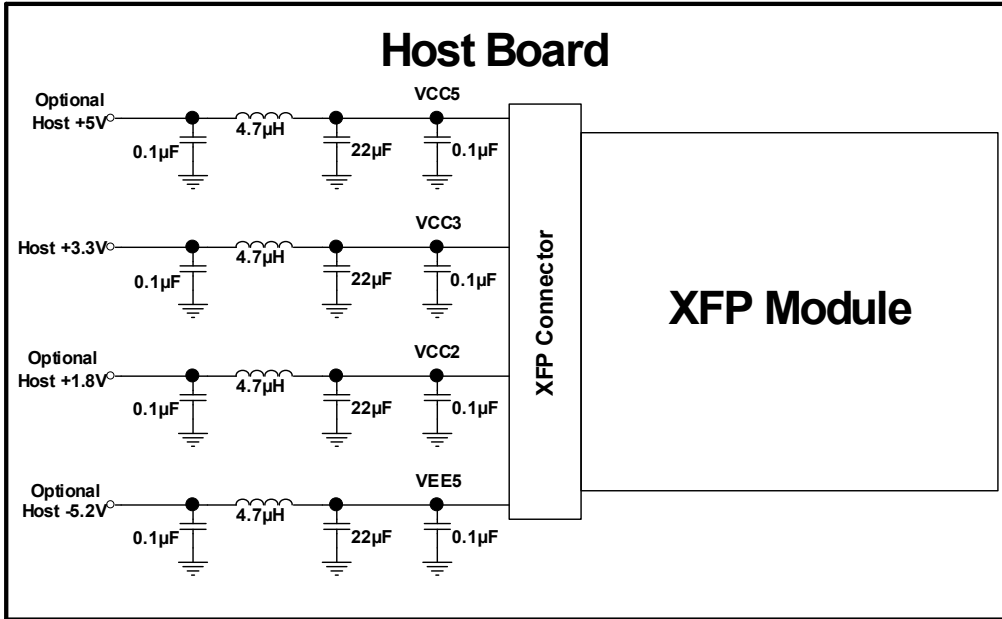 Host Board
Optional
Host +5V
0.1µF
4.7µH
22µF
VCC5
0.1µF
Host +3.3V
0.1µF
4.7µH
22µF
VCC3
0.1µF
Optional
Host +1.8V
0.1µF
4.7µH
22µF
VCC2
0.1µF
Optional
Host -5.2V
0.1µF
4.7µH
22µF
VEE5
0.1µF
XFP Connector
XFP Module